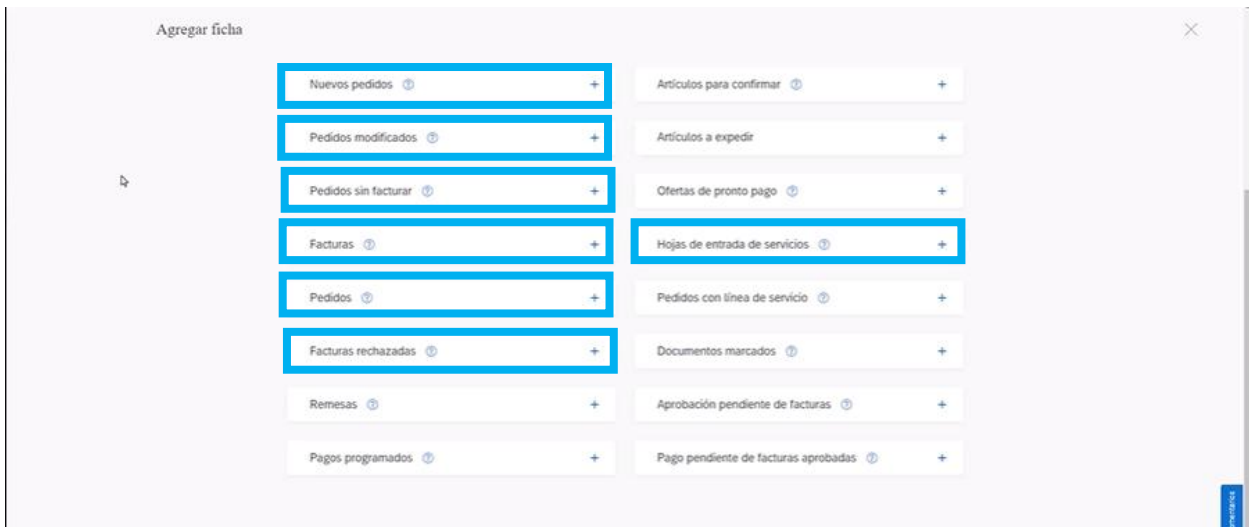 Agregar ficha
Nuevos pedidos
Artículos para confirmar
Pedidos modificados
Artículos a expedir
Pedidos sin facturar
Ofertas de pronto pago
Facturas
Hojas de entrada de servicios
Pedidos
Pedidos con línea de servicio
Facturas rechazadas
Documentos marcados
Remesas
Aprobación pendiente de facturas
Pagos programados
Pago pendiente de facturas aprobadas